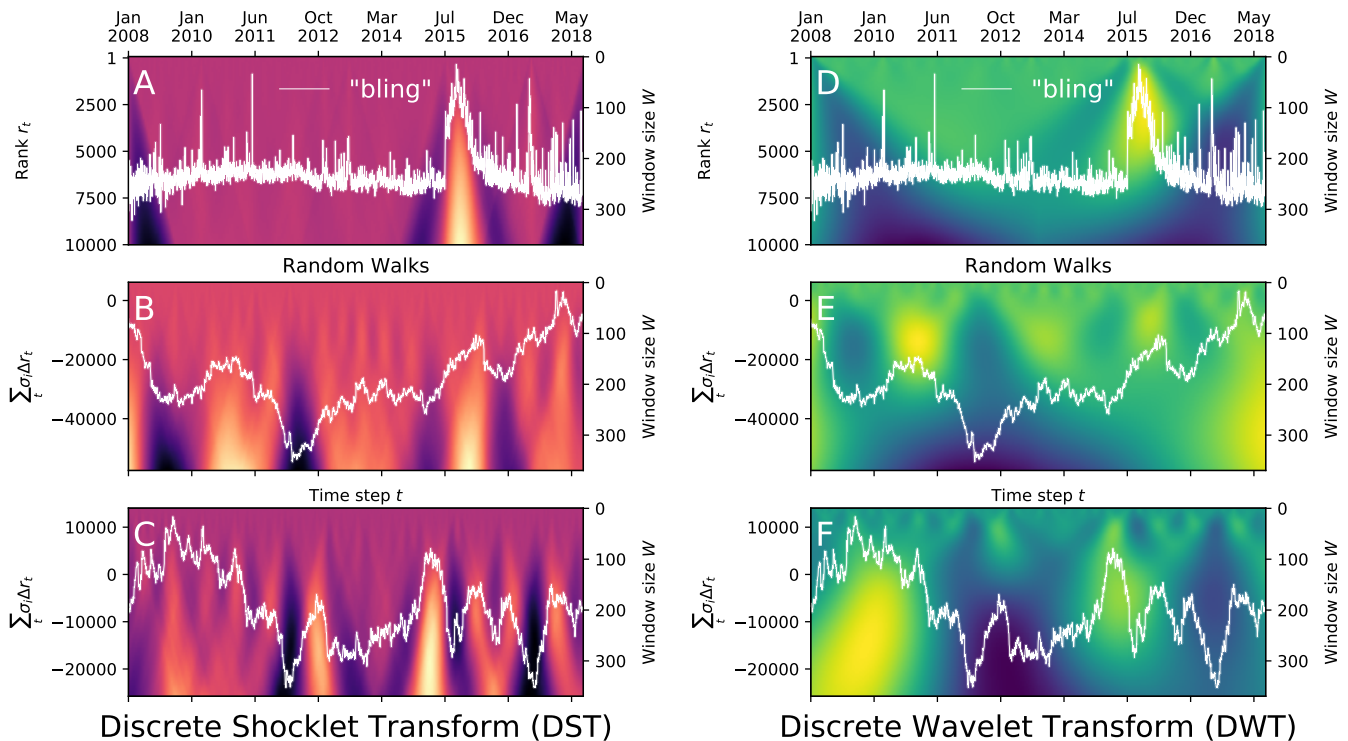 Jan Jan Jun Oct Mar Jul Dec May
2008 2010 2011 2012 2014 2015 2016 2018
A
"bling"
Rank r_t
1
2500
5000
7500
10000
0
100
200
300
Window size W
Random Walks
B
∑_t σ_i Δr_t
0
−20000
−40000
0
100
200
300
Window size W
Time step t
C
∑_t σ_i Δr_t
10000
0
−10000
−20000
0
100
200
300
Window size W
Discrete Shocklet Transform (DST)
Jan Jan Jun Oct Mar Jul Dec May
2008 2010 2011 2012 2014 2015 2016 2018
D
"bling"
Rank r_t
1
2500
5000
7500
10000
0
100
200
300
Window size W
Random Walks
E
∑_t σ_i Δr_t
0
−20000
−40000
0
100
200
300
Window size W
Time step t
F
∑_t σ_i Δr_t
10000
0
−10000
−20000
0
100
200
300
Window size W
Discrete Wavelet Transform (DWT)